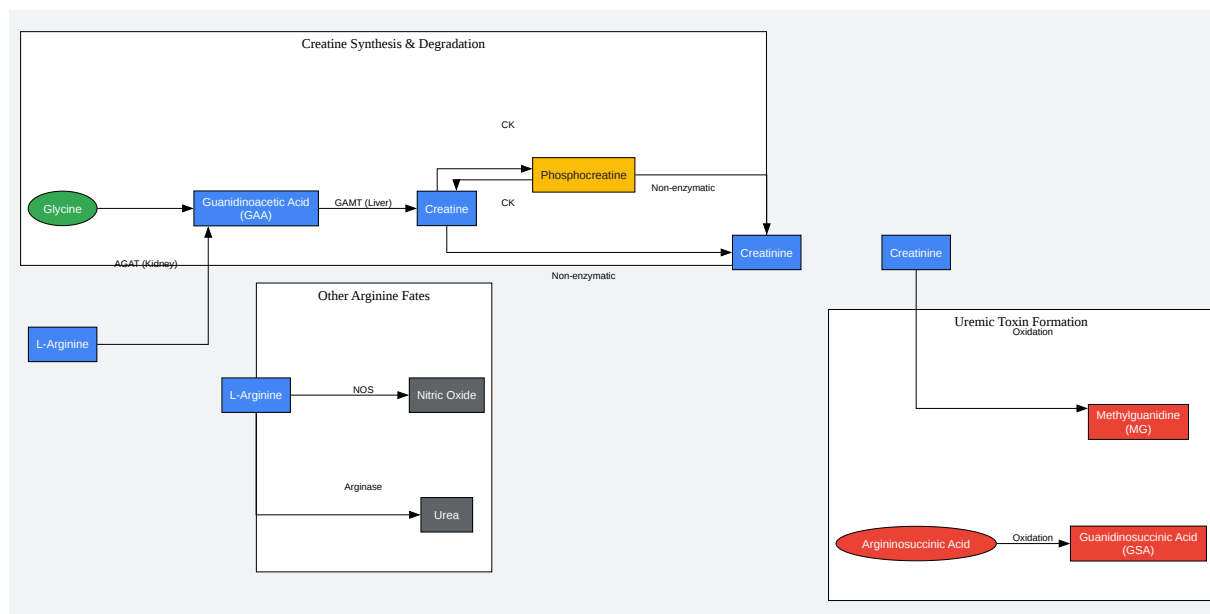 Creatine Synthesis & Degradation
CK
Phosphocreatine
Non-enzymatic
Glycine
Guanidinoacetic Acid
(GAA)
GAMT (Liver)
Creatine
CK
Creatinine
Creatinine
AGAT (Kidney)
Non-enzymatic
L-Arginine
Other Arginine Fates
L-Arginine
NOS
Nitric Oxide
Arginase
Urea
Uremic Toxin Formation
Oxidation
Methylguanidine
(MG)
Argininosuccinic Acid
Oxidation
Guanidinosuccinic Acid
(GSA)